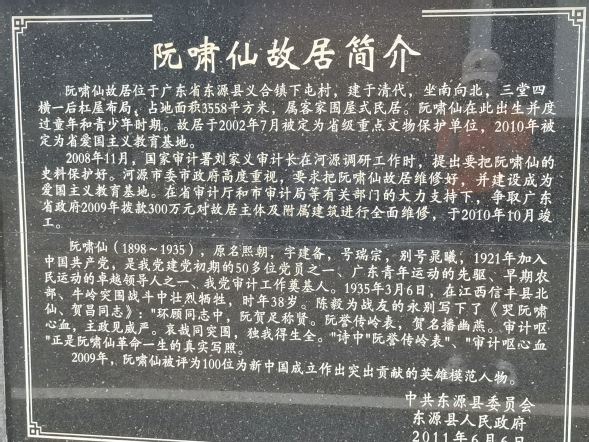 阮啸仙故居简介
阮啸仙故居位于广东省东源县义合镇下屯村，建于清代，坐南向北，三堂四
横一后杠屋布局，占地面积3558平方米，属客家围屋式民居。阮啸仙在此出生并度
过童年和青少年时期。故居于2002年7月被定为省级重点文物保护单位，2010年被
定为省爱国主义教育基地。
2008年11月，国家审计署刘家义审计长在河源调研工作时，提出要把阮啸仙的
史料保护好。河源市委市政府高度重视，要求把阮啸仙故居维修好，并建设成为
爱国主义教育基地。在省审计厅和市审计局等有关部门的大力支持下，争取广东
省政府2009年拨款300万元对故居主体及附属建筑进行全面维修，于2010年10月竣
工。
阮啸仙（1898～1935），原名熙朝，字建备，号瑞宗，别号晁曦，1921年加入
中国共产党，是我党建党初期的50多位党员之一、广东青年运动的先驱、早期农
民运动的卓越领导人之一、我党审计工作奠基人。1935年3月6日，在江西信丰县北
部、牛岭突围战斗中壮烈牺牲，时年38岁。陈毅为战友的永别写下了《哭阮啸
仙、贺昌同志》："环顾同志中，阮贺足称贤。阮誉传岭表，贺名播幽燕。审计呕
心血，主政见威严。哀哉同突围，独我得生全。"诗中"阮誉传岭表"、"审计呕心血
"正是阮啸仙革命一生的真实写照。
2009年，阮啸仙被评为100位为新中国成立作出突出贡献的英雄模范人物。
中共东源县委员会
东源县人民政府
2011年6月6日